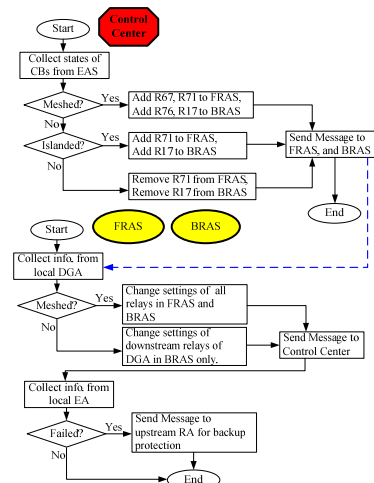 Start
Control
Center
Collect states of
CBs from EAS
Meshed?
Yes
Add R67, R71 to FRAS,
Add R76, R17 to BRAS
No
Islanded?
Yes
Add R71 to FRAS,
Add R17 to BRAS
Send Message to
FRAS, and BRAS
No
Remove R71 from FRAS,
Remove R17 from BRAS
End
Start
FRAS
BRAS
Collect info. from
local DGA
Meshed?
Yes
Change settings of all
relays in FRAS and
BRAS
No
Change settings of
downstream relays of
DGA in BRAS only.
Send Message to
Control Center
Collect info. from
local EA
Failed?
Yes
Send Message to
upstream RA for backup
protection
No
End